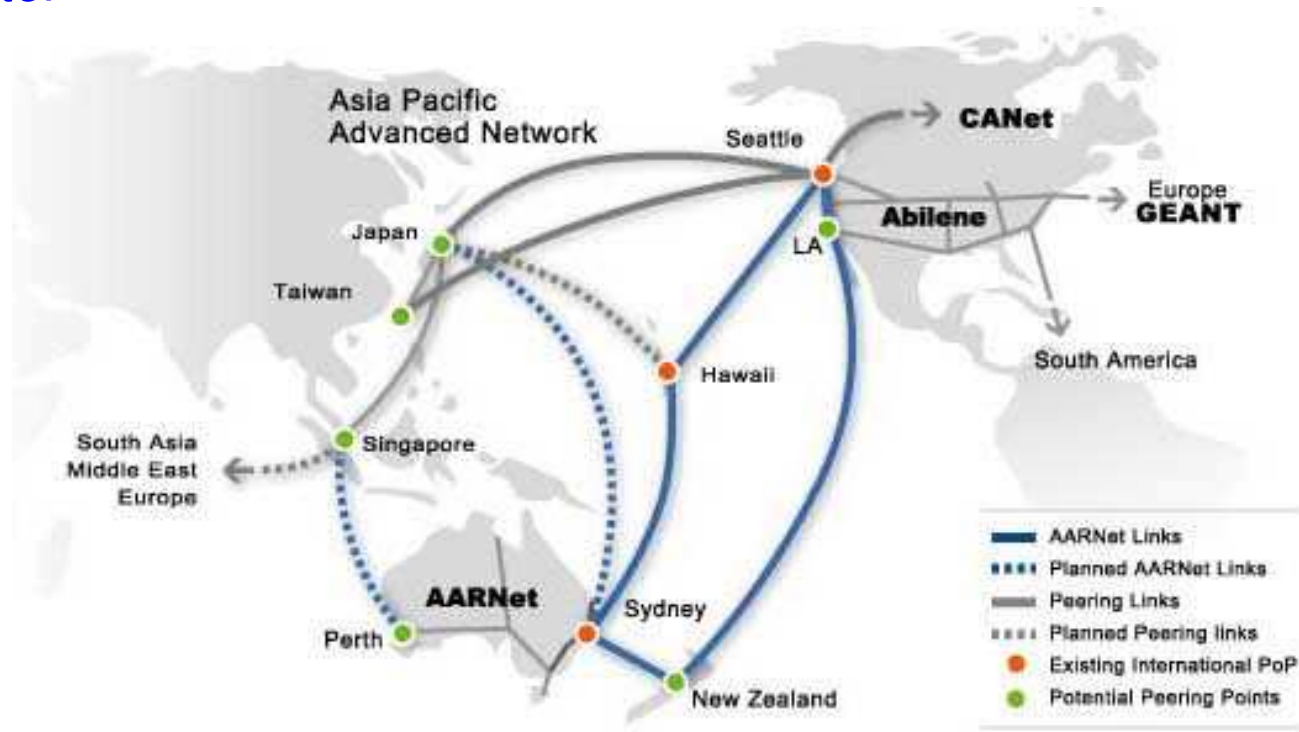 Asia Pacific
Advanced Network
Seattle
CANet
Europe
GEANT
Abilene
Japan
LA
Taiwan
Hawaii
South America
South Asia
Middle East
Europe
Singapore
AARNet
Sydney
Perth
New Zealand
AARNet Links
Planned AARNet Links
Peering Links
Planned Peering links
Existing International PoP
Potential Peering Points